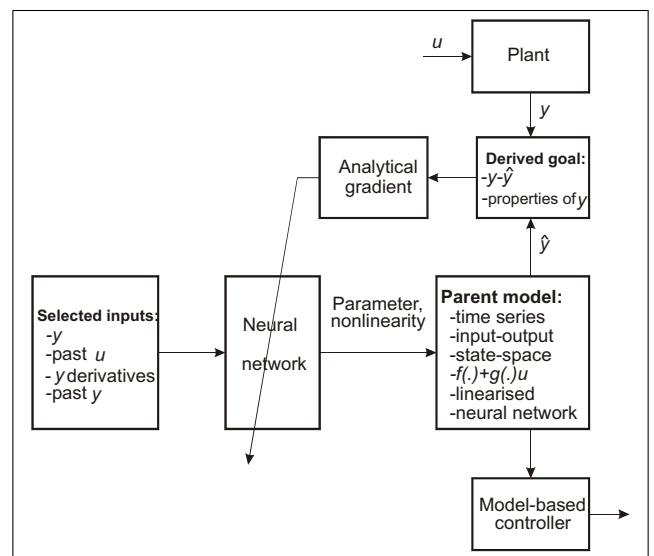 u
Plant
y
Analytical
gradient
Derived goal:
-y-ŷ
-properties of y
ŷ
Selected inputs:
-y
-past u
- y derivatives
-past y
Neural
network
Parameter,
nonlinearity
Parent model:
-time series
-input-output
-state-space
-f(.)+g(.)u
-linearised
-neural network
Model-based
controller